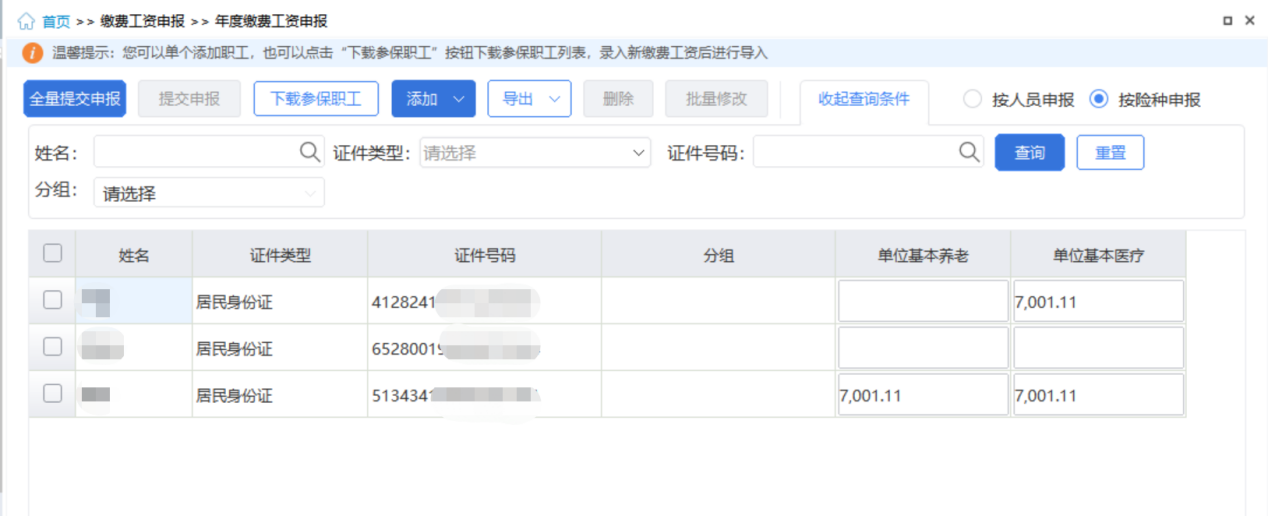 首页 >> 缴费工资申报 >> 年度缴费工资申报
温馨提示：您可以单个添加职工，也可以点击“下载参保职工”按钮下载参保职工列表，录入新缴费工资后进行导入
全量提交申报 提交申报 下载参保职工 添加 导出 删除 批量修改 收起查询条件 按人员申报 按险种申报
姓名： 证件类型： 请选择 证件号码： 查询 重置
分组： 请选择
姓名 证件类型 证件号码 分组 单位基本养老 单位基本医疗
居民身份证 4128241 7,001.11
居民身份证 6528001
居民身份证 513434 7,001.11 7,001.11